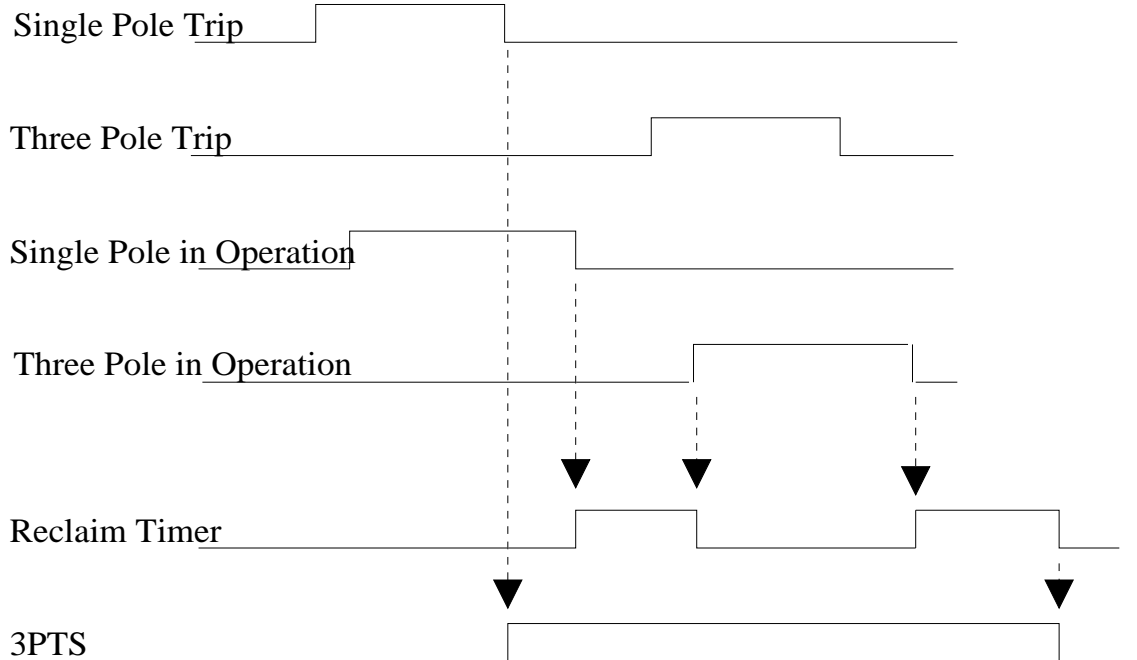 Single Pole Trip
Three Pole Trip
Single Pole in Operation
Three Pole in Operation
Reclaim Timer
3PTS